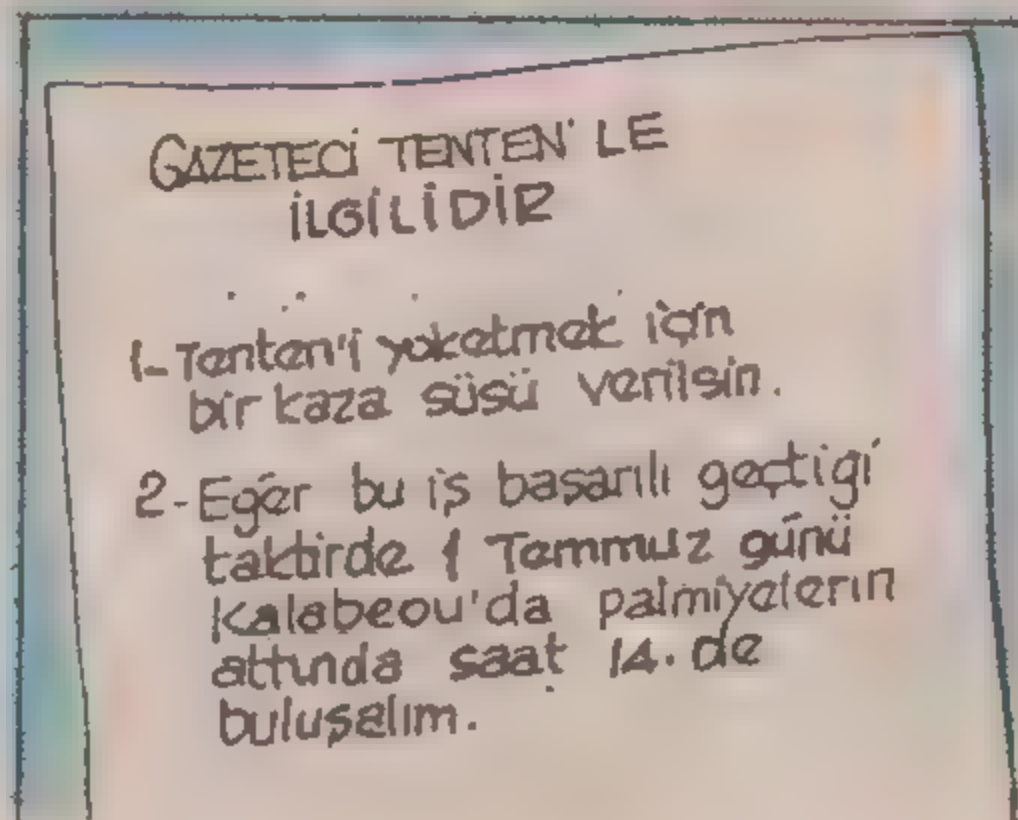 GAZETECİ TENTEN'LE
İLGİLİDİR
1-Tenten'i yoketmek için
bir kaza süsü verilsin.
2-Eğer bu iş başarılı geçtiği
taktirde 1 Temmuz günü
Kalabeou'da palmiyelerin
altında saat 14.de
buluşalım.